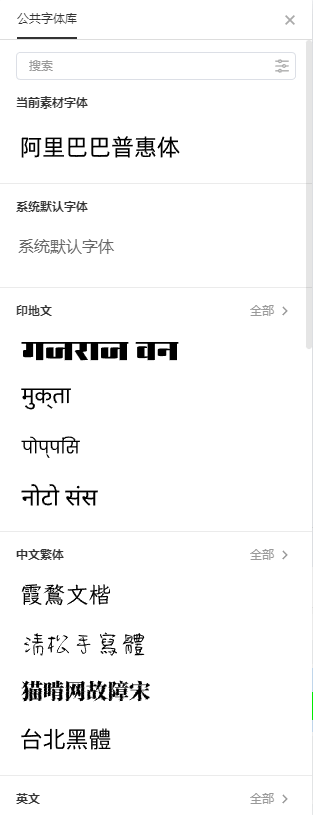 公共字体库
搜索
当前素材字体
阿里巴巴普惠体
系统默认字体
系统默认字体
印地文 全部
गजराज वन
मुक्ता
पोप्पसि
नोटो संस
中文繁体 全部
霞鶩文楷
清松手寫體
猫啃网故障宋
台北黑體
英文 全部